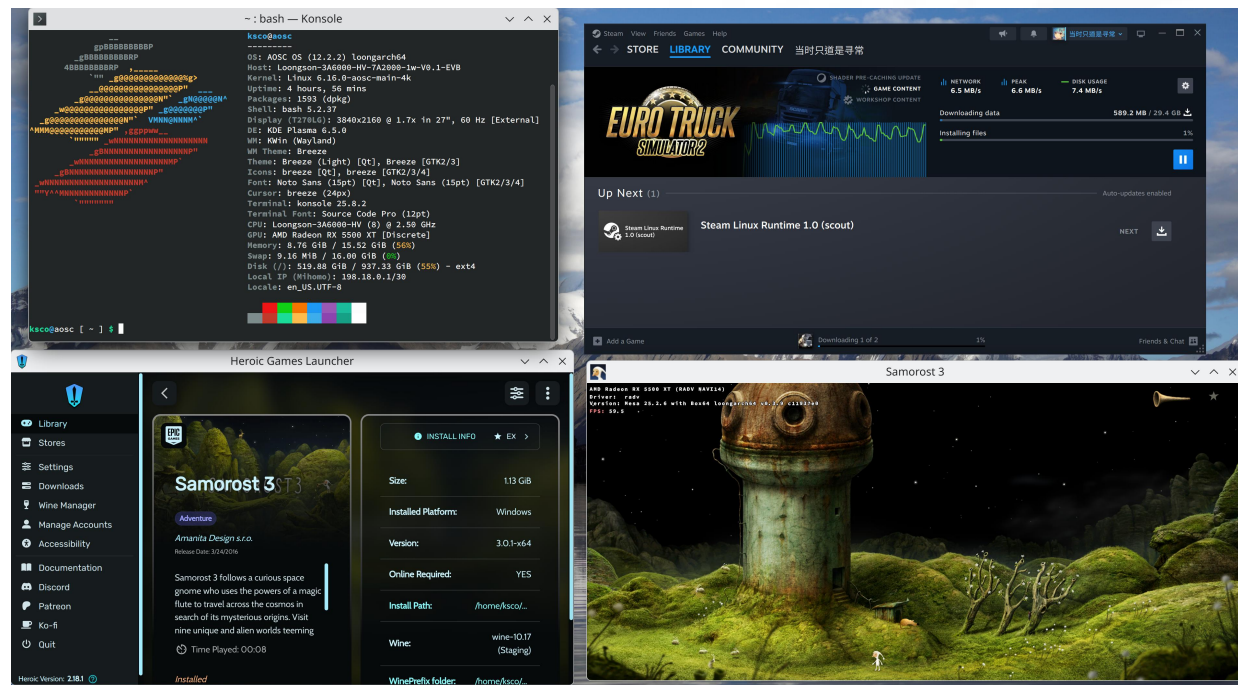 ~ : bash — Konsole
ksco@aosc
---------
OS: AOSC OS (12.2.2) loongarch64
Host: Loongson-3A6000-HV-7A2000-1w-V0.1-EVB
Kernel: Linux 6.16.0-aosc-main-4k
Uptime: 4 hours, 56 mins
Packages: 1593 (dpkg)
Shell: bash 5.2.37
Display (T270LG): 3840x2160 @ 1.7x in 27", 60 Hz [External]
DE: KDE Plasma 6.5.0
WM: KWin (Wayland)
WM Theme: Breeze
Theme: Breeze (Light) [Qt], Breeze [GTK2/3]
Icons: breeze [Qt], breeze [GTK2/3/4]
Font: Noto Sans (15pt) [Qt], Noto Sans (15pt) [GTK2/3/4]
Cursor: breeze (24px)
Terminal: konsole 25.8.2
Terminal Font: Source Code Pro (12pt)
CPU: Loongson-3A6000-HV (8) @ 2.50 GHz
GPU: AMD Radeon RX 5500 XT [Discrete]
Memory: 8.76 GiB / 15.52 GiB (56%)
Swap: 9.16 MiB / 16.00 GiB (0%)
Disk (/): 519.88 GiB / 937.33 GiB (55%) - ext4
Local IP (Mihomo): 198.18.0.1/30
Locale: en_US.UTF-8
ksco@aosc [ ~ ] $
Steam View Friends Games Help
当时只道是寻常
STORE LIBRARY COMMUNITY 当时只道是寻常
SHADER PRE-CACHING UPDATE
GAME CONTENT
WORKSHOP CONTENT
EURO TRUCK
SIMULATOR 2
NETWORK PEAK DISK USAGE
6.5 MB/s 6.6 MB/s 7.4 MB/s
Downloading data 589.2 MB / 29.4 GB
Installing files 1%
Up Next (1) Auto-updates enabled
Steam Linux Runtime
1.0 (scout)
Steam Linux Runtime 1.0 (scout)
NEXT
Add a Game
Downloading 1 of 2 1%
Friends & Chat
Heroic Games Launcher
Library
Stores
Settings
Downloads
Wine Manager
Manage Accounts
Accessibility
Documentation
Discord
Patreon
Ko-fi
Quit
Heroic Version: 2.18.1
EPIC
GAMES
Samorost 3
Adventure
Amanita Design s.r.o.
Release Date: 3/24/2016
Samorost 3 follows a curious space
gnome who uses the powers of a magic
flute to travel across the cosmos in
search of its mysterious origins. Visit
nine unique and alien worlds teeming
Time Played: 00:08
Installed
INSTALL INFO EX
Size: 1.13 GiB
Installed Platform: Windows
Version: 3.0.1-x64
Online Required: YES
Install Path: /home/ksco/...
Wine: wine-10.17
(Staging)
WinePrefix folder: /home/ksco/...
Samorost 3
AMD Radeon RX 5500 XT (RADV NAVI14)
Driver: radv
Version: Mesa 25.2.6 with Box64 loongarch64
FPS: 59.5